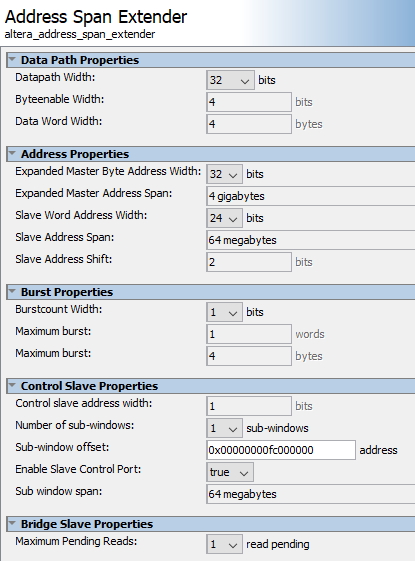 Address Span Extender
altera_address_span_extender
Data Path Properties
Datapath Width: 32 bits
Byteenable Width: 4 bits
Data Word Width: 4 bytes
Address Properties
Expanded Master Byte Address Width: 32 bits
Expanded Master Address Span: 4 gigabytes
Slave Word Address Width: 24 bits
Slave Address Span: 64 megabytes
Slave Address Shift: 2 bits
Burst Properties
Burstcount Width: 1 bits
Maximum burst: 1 words
Maximum burst: 4 bytes
Control Slave Properties
Control slave address width: 1 bits
Number of sub-windows: 1 sub-windows
Sub-window offset: 0x00000000fc000000 address
Enable Slave Control Port: true
Sub window span: 64 megabytes
Bridge Slave Properties
Maximum Pending Reads: 1 read pending